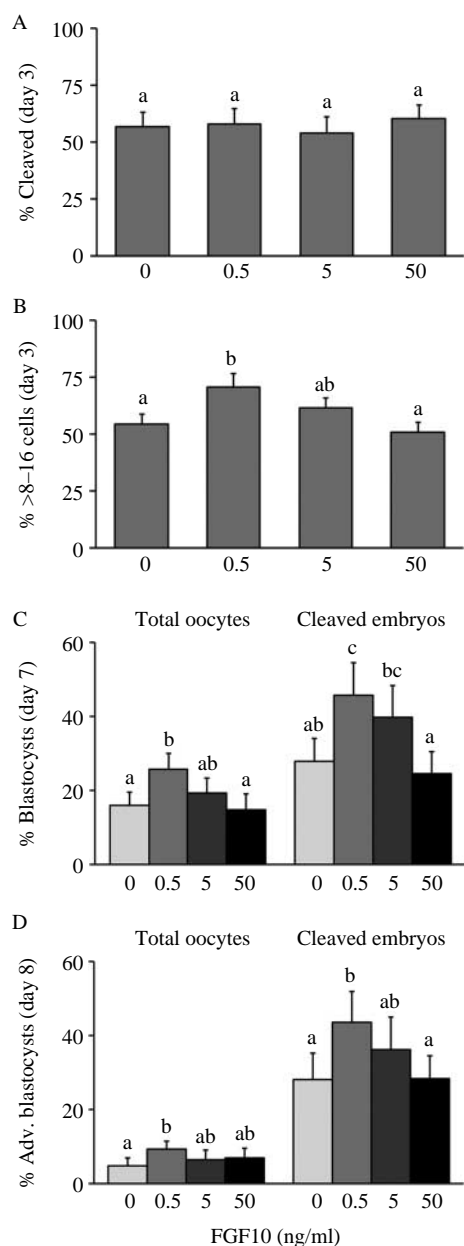 A
% Cleaved (day 3)
100
75
50
25
0
a
a
a
a
0
0.5
5
50
B
% >8–16 cells (day 3)
100
75
50
25
0
a
b
ab
a
0
0.5
5
50
C
Total oocytes
Cleaved embryos
% Blastocysts (day 7)
60
40
20
0
a
b
ab
a
ab
c
bc
a
0
0.5
5
50
0
0.5
5
50
D
Total oocytes
Cleaved embryos
% Adv. blastocysts (day 8)
60
40
20
0
a
b
ab
ab
a
b
ab
a
0
0.5
5
50
0
0.5
5
50
FGF10 (ng/ml)